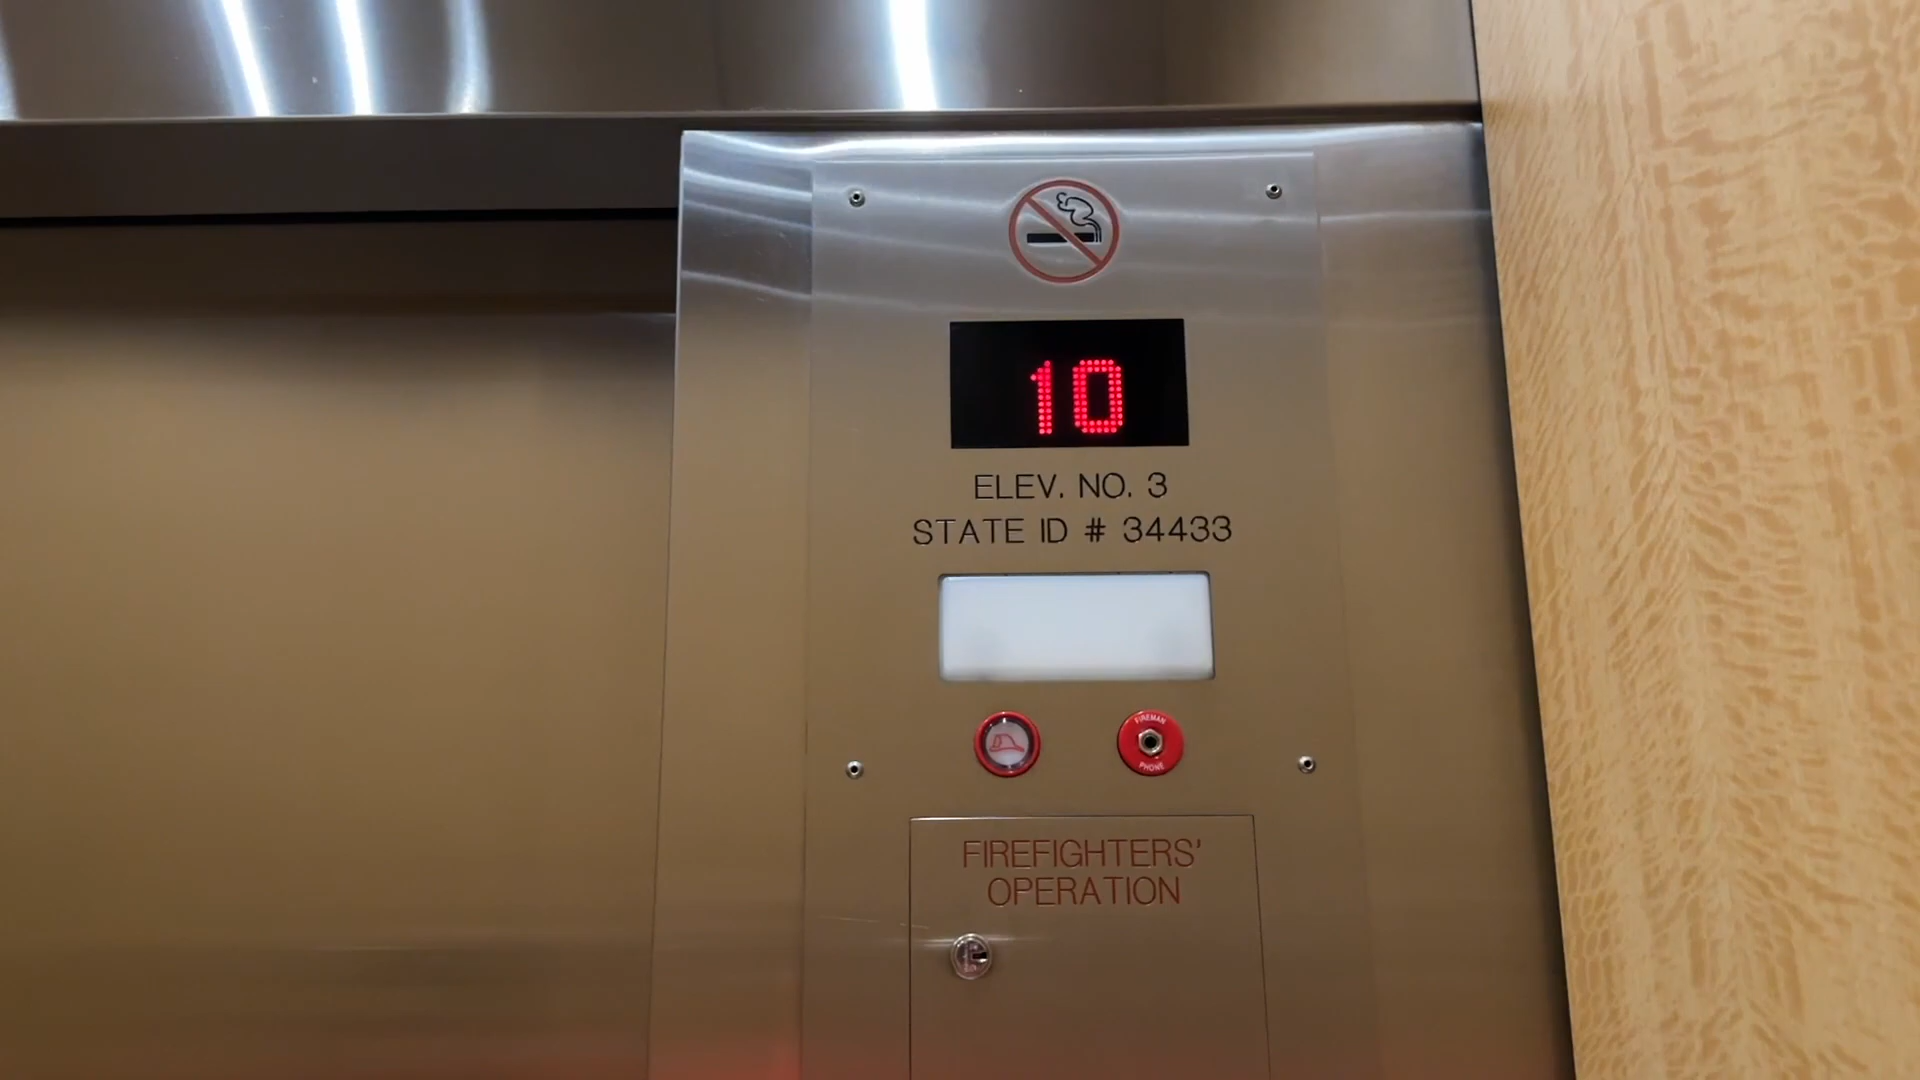 10
ELEV. NO. 3
STATE ID # 34433
FIREMAN
PHONE
FIREFIGHTERS'
OPERATION